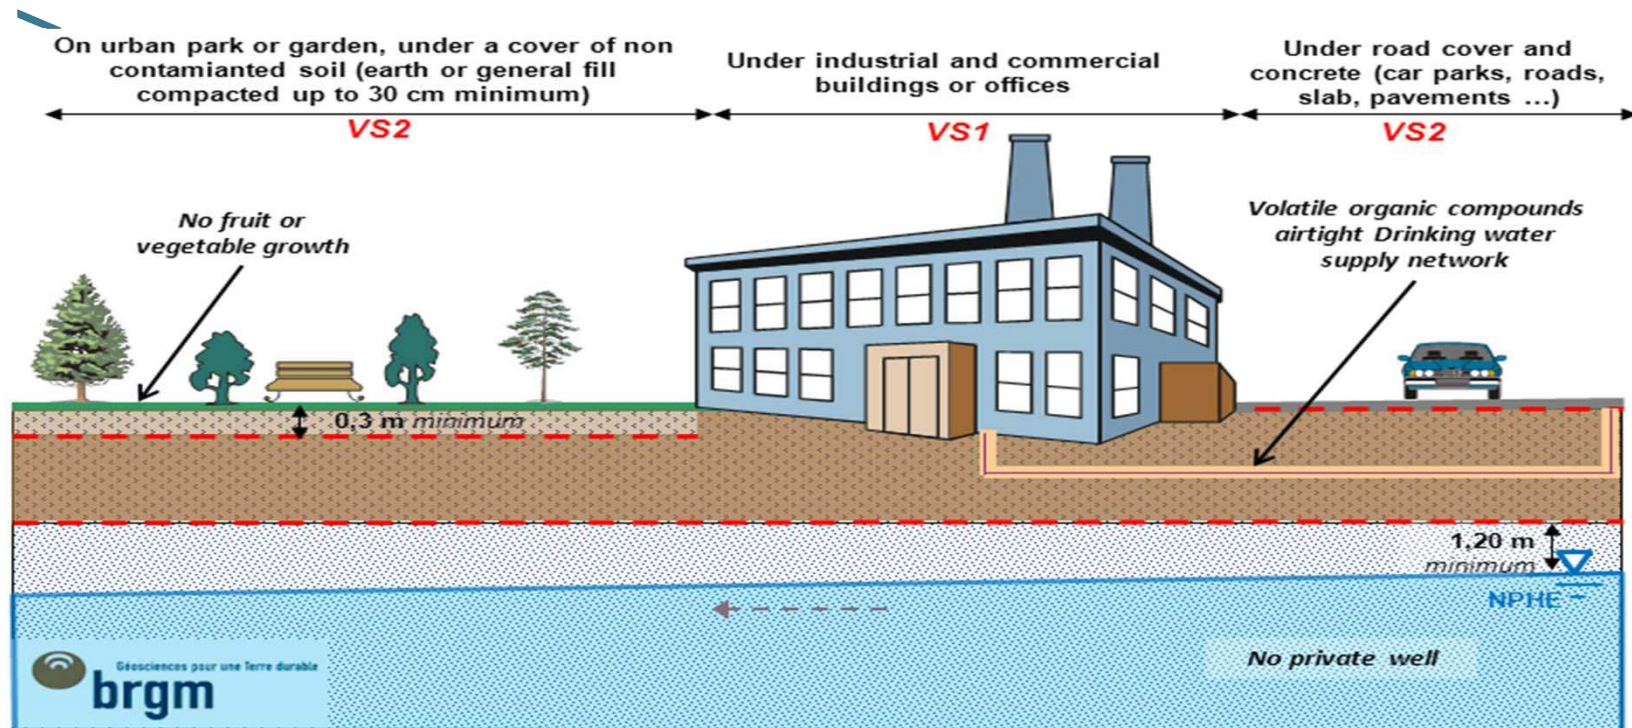 On urban park or garden, under a cover of non
contamianted soil (earth or general fill
compacted up to 30 cm minimum)
VS2
Under industrial and commercial
buildings or offices
VS1
Under road cover and
concrete (car parks, roads,
slab, pavements ...)
VS2
No fruit or
vegetable growth
Volatile organic compounds
airtight Drinking water
supply network
0,3 m minimum
1,20 m
minimum
NPHE
No private well
Géosciences pour une Terre durable
brgm